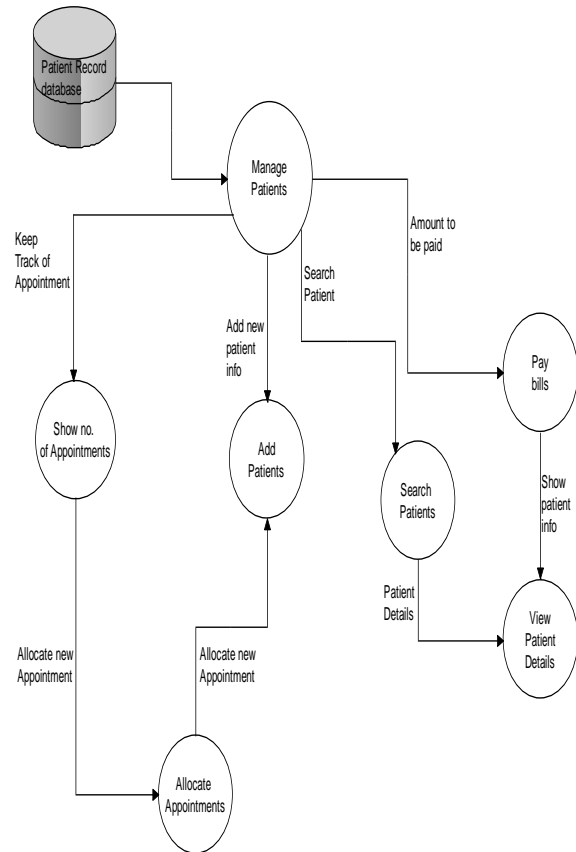 Patient Record
database
Manage
Patients
Keep
Track of
Appointment
Add new
patient
info
Search
Patient
Amount to
be paid
Pay
bills
Show no.
of Appointments
Add
Patients
Search
Patients
Show
patient
info
Patient
Details
View
Patient
Details
Allocate new
Appointment
Allocate new
Appointment
Allocate
Appointments